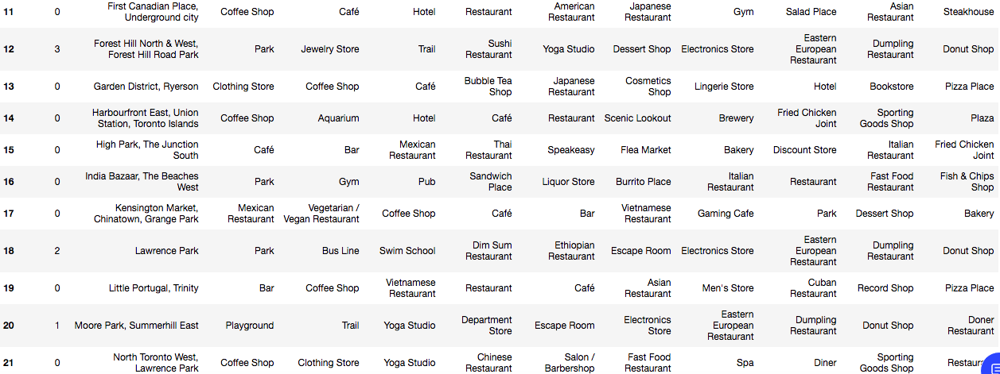 11 0 First Canadian Place, Underground city Coffee Shop Café Hotel Restaurant American Restaurant Japanese Restaurant Gym Salad Place Asian Restaurant Steakhouse
12 3 Forest Hill North & West, Forest Hill Road Park Park Jewelry Store Trail Sushi Restaurant Yoga Studio Dessert Shop Electronics Store Eastern European Restaurant Dumpling Restaurant Donut Shop
13 0 Garden District, Ryerson Clothing Store Coffee Shop Café Bubble Tea Shop Japanese Restaurant Cosmetics Shop Lingerie Store Hotel Bookstore Pizza Place
14 0 Harbourfront East, Union Station, Toronto Islands Coffee Shop Aquarium Hotel Café Restaurant Scenic Lookout Brewery Fried Chicken Joint Sporting Goods Shop Plaza
15 0 High Park, The Junction South Café Bar Mexican Restaurant Thai Restaurant Speakeasy Flea Market Bakery Discount Store Italian Restaurant Fried Chicken Joint
16 0 India Bazaar, The Beaches West Park Gym Pub Sandwich Place Liquor Store Burrito Place Italian Restaurant Restaurant Fast Food Restaurant Fish & Chips Shop
17 0 Kensington Market, Chinatown, Grange Park Mexican Restaurant Vegetarian / Vegan Restaurant Coffee Shop Café Bar Vietnamese Restaurant Gaming Cafe Park Dessert Shop Bakery
18 2 Lawrence Park Park Bus Line Swim School Dim Sum Restaurant Ethiopian Restaurant Escape Room Electronics Store Eastern European Restaurant Dumpling Restaurant Donut Shop
19 0 Little Portugal, Trinity Bar Coffee Shop Vietnamese Restaurant Restaurant Café Asian Restaurant Men's Store Cuban Restaurant Record Shop Pizza Place
20 1 Moore Park, Summerhill East Playground Trail Yoga Studio Department Store Escape Room Electronics Store Eastern European Restaurant Dumpling Restaurant Donut Shop Doner Restaurant
21 0 North Toronto West, Lawrence Park Coffee Shop Clothing Store Yoga Studio Chinese Restaurant Salon / Barbershop Fast Food Restaurant Spa Diner Sporting Goods Shop